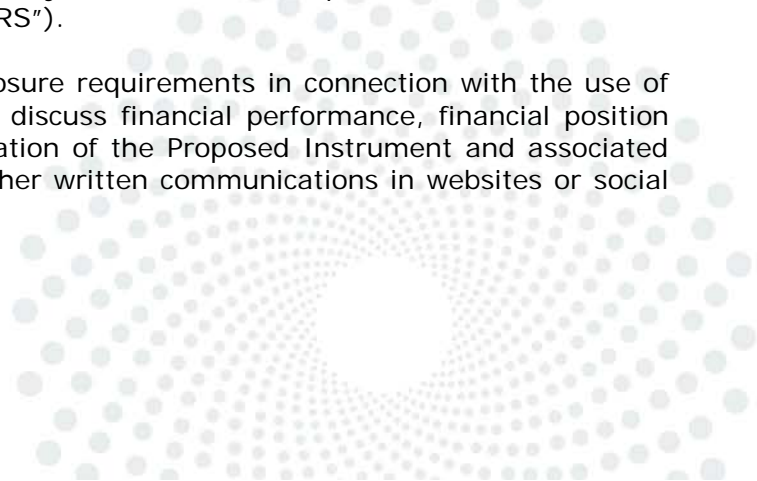 RS").
osure requirements in connection with the use of
discuss financial performance, financial position
ation of the Proposed Instrument and associated
her written communications in websites or social